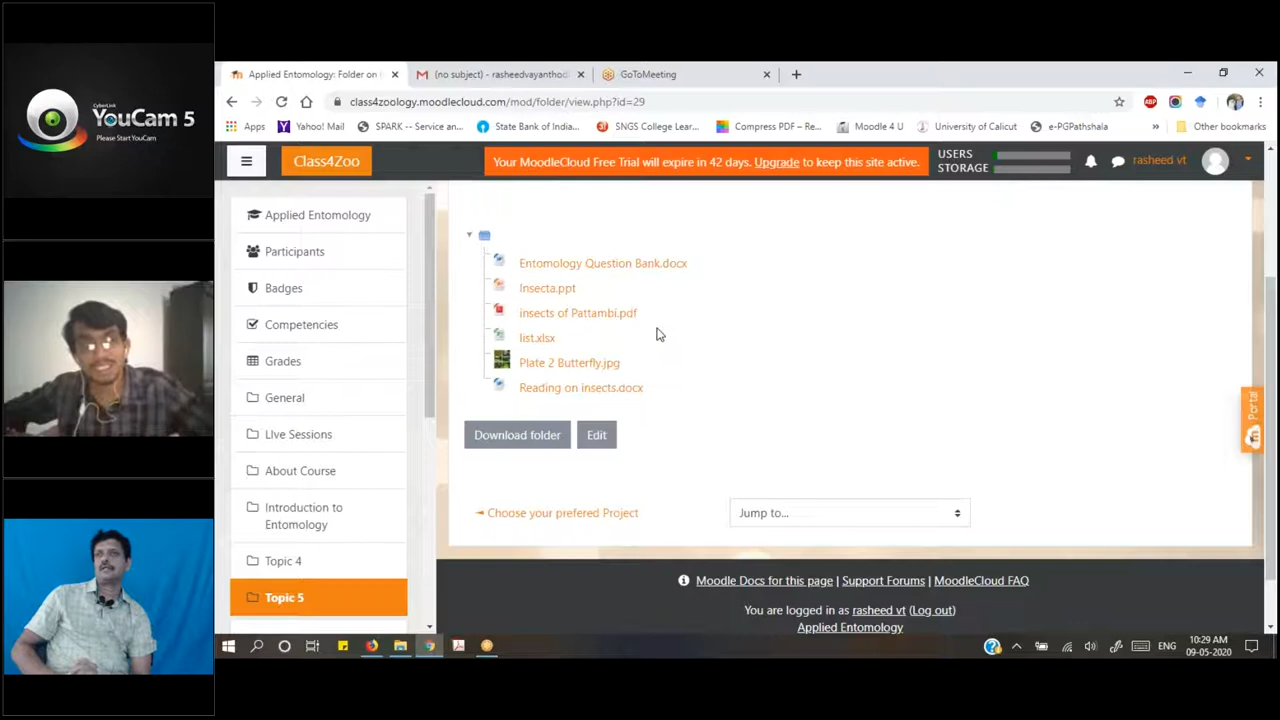 CyberLink
YouCam 5
Please Start YouCam
Applied Entomology: Folder on
(no subject) - rasheedvayanthod
GoToMeeting
class4zoology.moodlecloud.com/mod/folder/view.php?id=29
ABP
Apps
Yahoo! Mail
SPARK -- Service an...
State Bank of India...
SNGS College Lear...
Compress PDF – Re...
Moodle 4 U
University of Calicut
e-PGPathshala
»
Other bookmarks
Class4Zoo
Your MoodleCloud Free Trial will expire in 42 days. Upgrade to keep this site active.
USERS
STORAGE
rasheed vt
Applied Entomology
Participants
Badges
Competencies
Grades
General
LIve Sessions
About Course
Introduction to
Entomology
Topic 4
Topic 5
Entomology Question Bank.docx
Insecta.ppt
insects of Pattambi.pdf
list.xlsx
Plate 2 Butterfly.jpg
Reading on insects.docx
Download folder
Edit
◄ Choose your prefered Project
Jump to...
Portal
Moodle Docs for this page | Support Forums | MoodleCloud FAQ
You are logged in as rasheed vt (Log out)
Applied Entomology
ENG
10:29 AM
09-05-2020